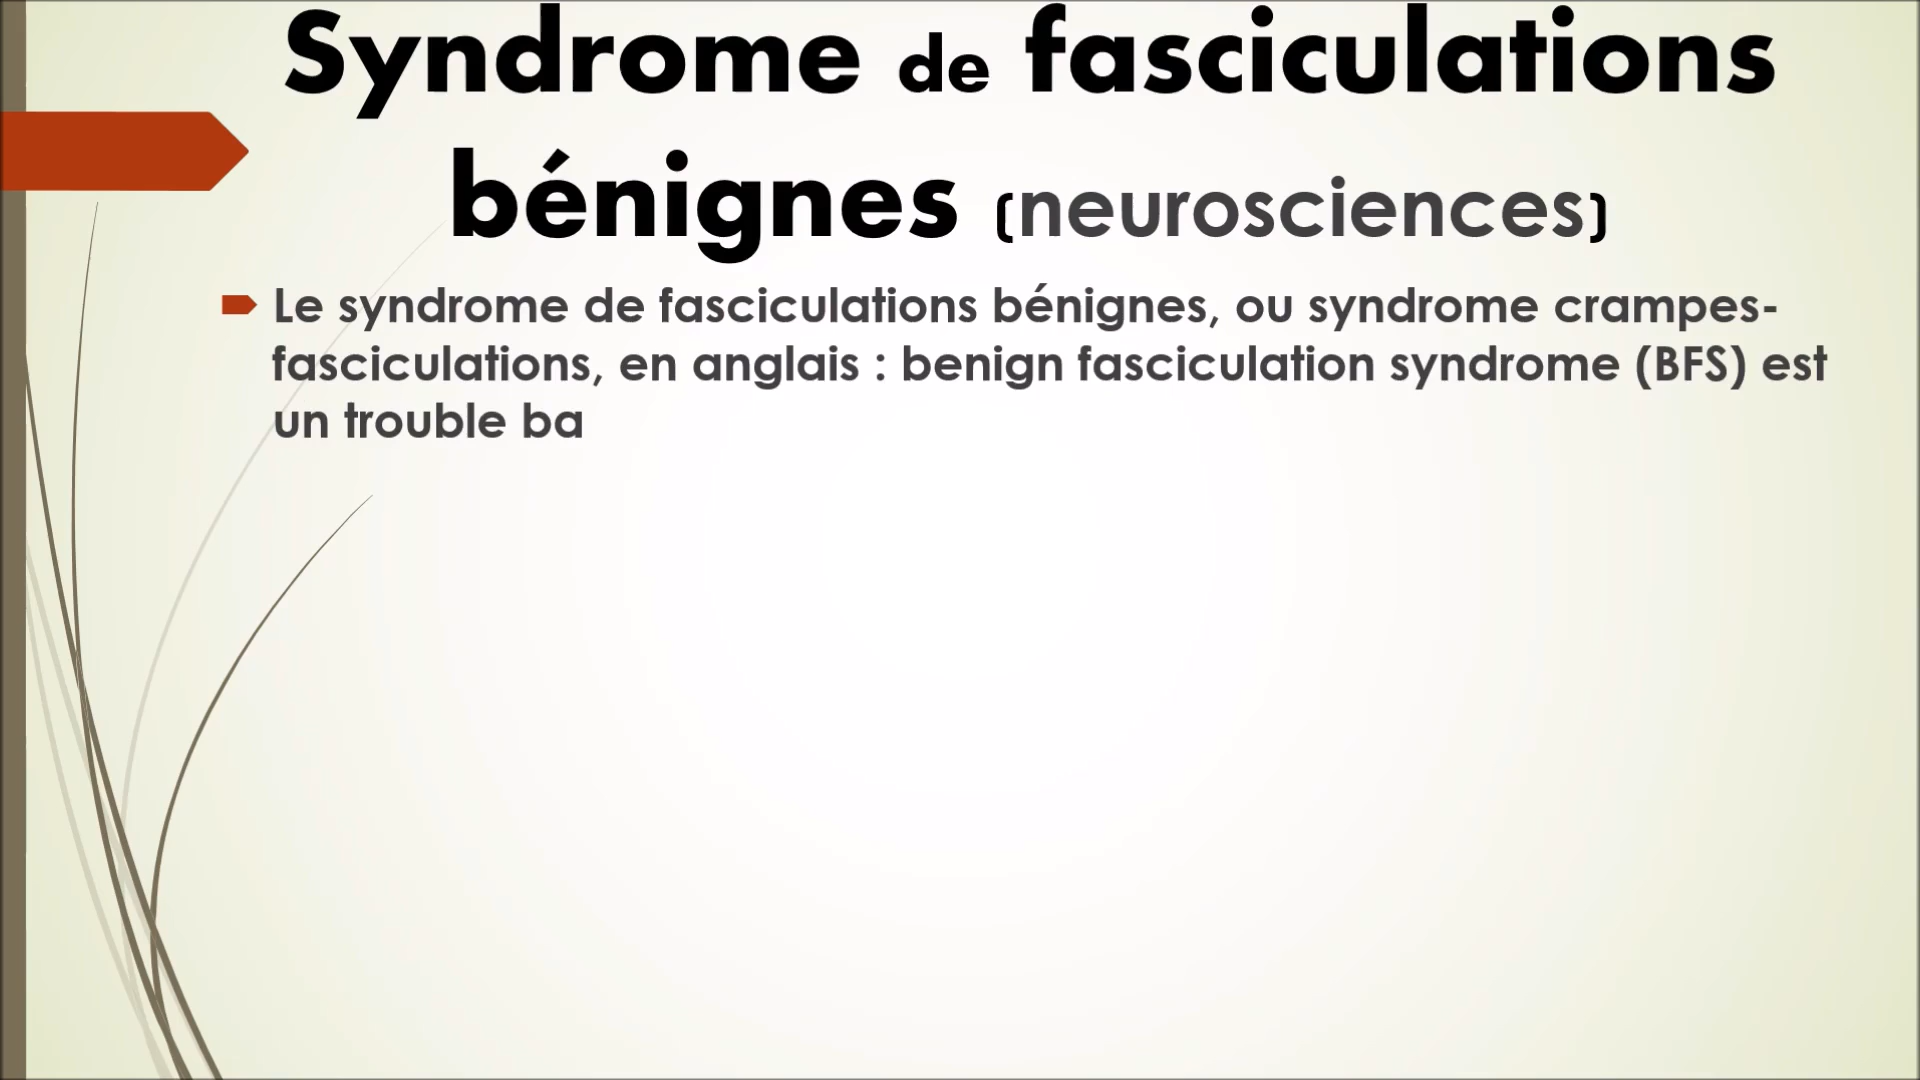 Syndrome de fasciculations
bénignes (neurosciences)
Le syndrome de fasciculations bénignes, ou syndrome crampes-
fasciculations, en anglais : benign fasciculation syndrome (BFS) est
un trouble ba